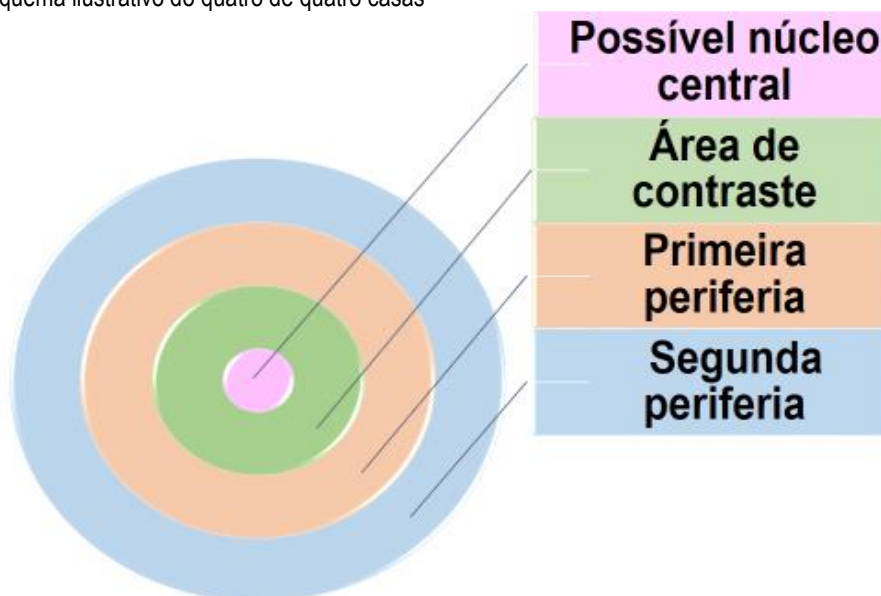 quema ilustrativo do quatro de quatro casas
Possível núcleo
central
Área de
contraste
Primeira
periferia
Segunda
periferia